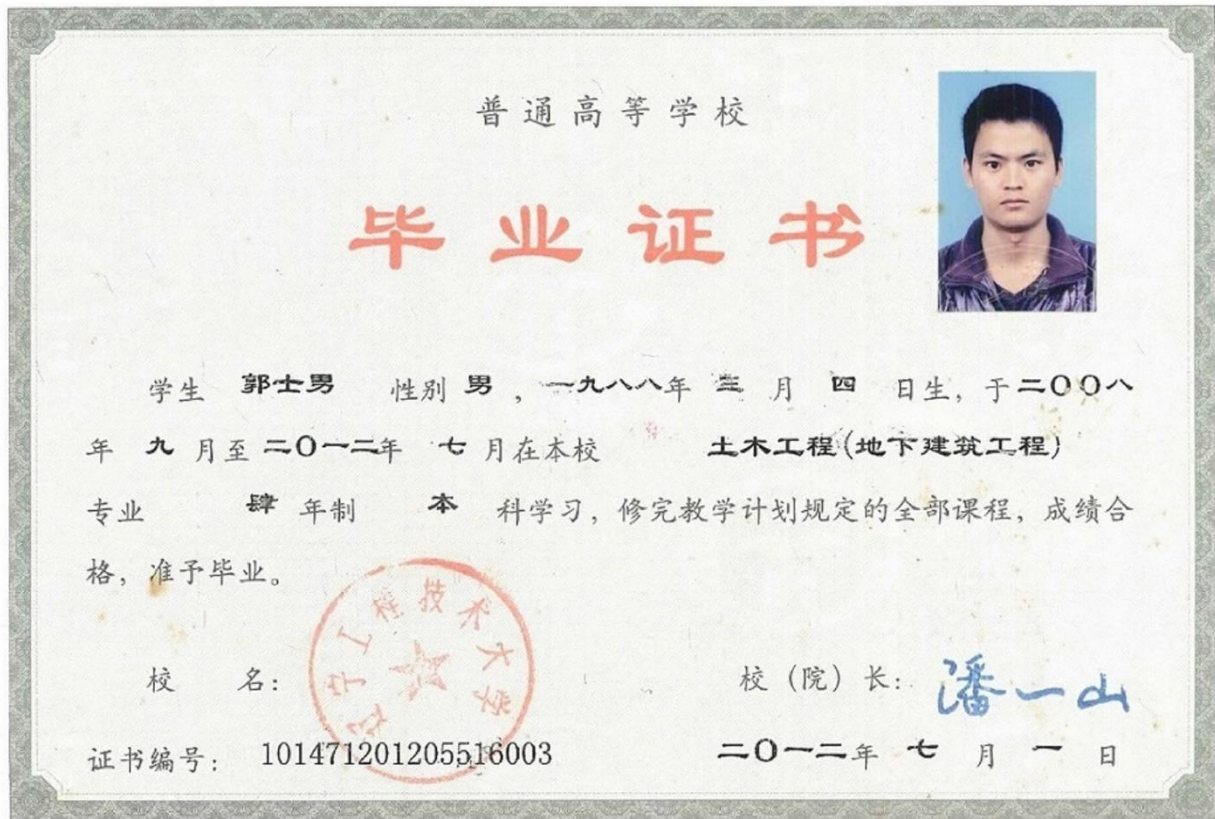 普通高等学校
毕业证书
学生 郭士男 性别 男 ，一九八八年 三 月 四 日生，于二〇〇八
年 九 月至二〇一二年 七 月在本校 土木工程(地下建筑工程)
专业 肆 年制 本 科学习，修完教学计划规定的全部课程，成绩合
格，准予毕业。
辽宁工程技术大学
校 名： 校（院）长：潘一山
证书编号： 101471201205516003 二〇一二年 七 月 一 日